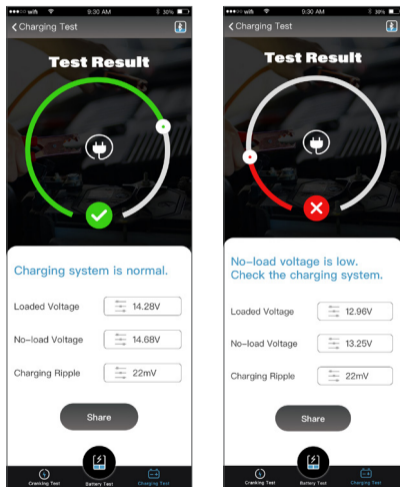 wifi
9:30 AM
30%
Charging Test
Test Result
Charging system is normal.
Loaded Voltage
14.28V
No-load Voltage
14.68V
Charging Ripple
22mV
Share
Cranking Test
Battery Test
Charging Test
wifi
9:30 AM
30%
Charging Test
Test Result
No-load voltage is low.
Check the charging system.
Loaded Voltage
12.96V
No-load Voltage
13.25V
Charging Ripple
22mV
Share
Cranking Test
Battery Test
Charging Test